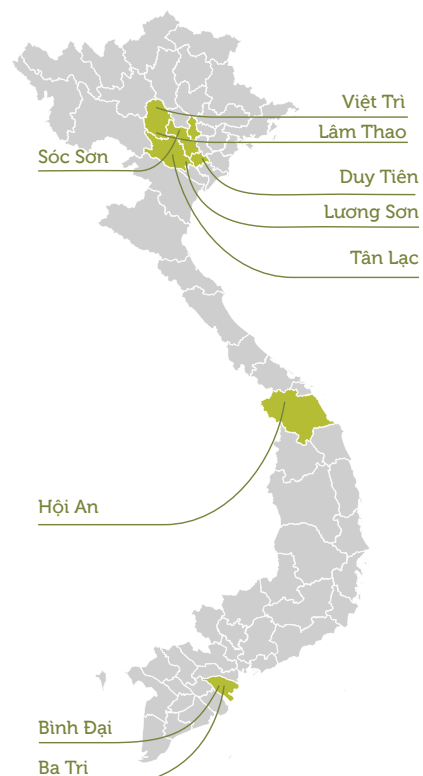 Việt Trì
Lâm Thao
Sóc Sơn
Duy Tiên
Lương Sơn
Tân Lạc
Hội An
Bình Đại
Ba Tri